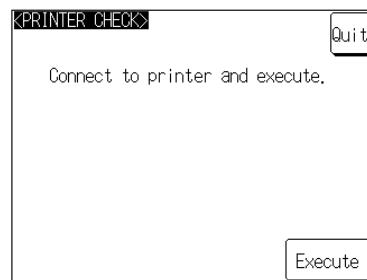 <PRINTER CHECK>
Quit
Connect to printer and execute.
Execute